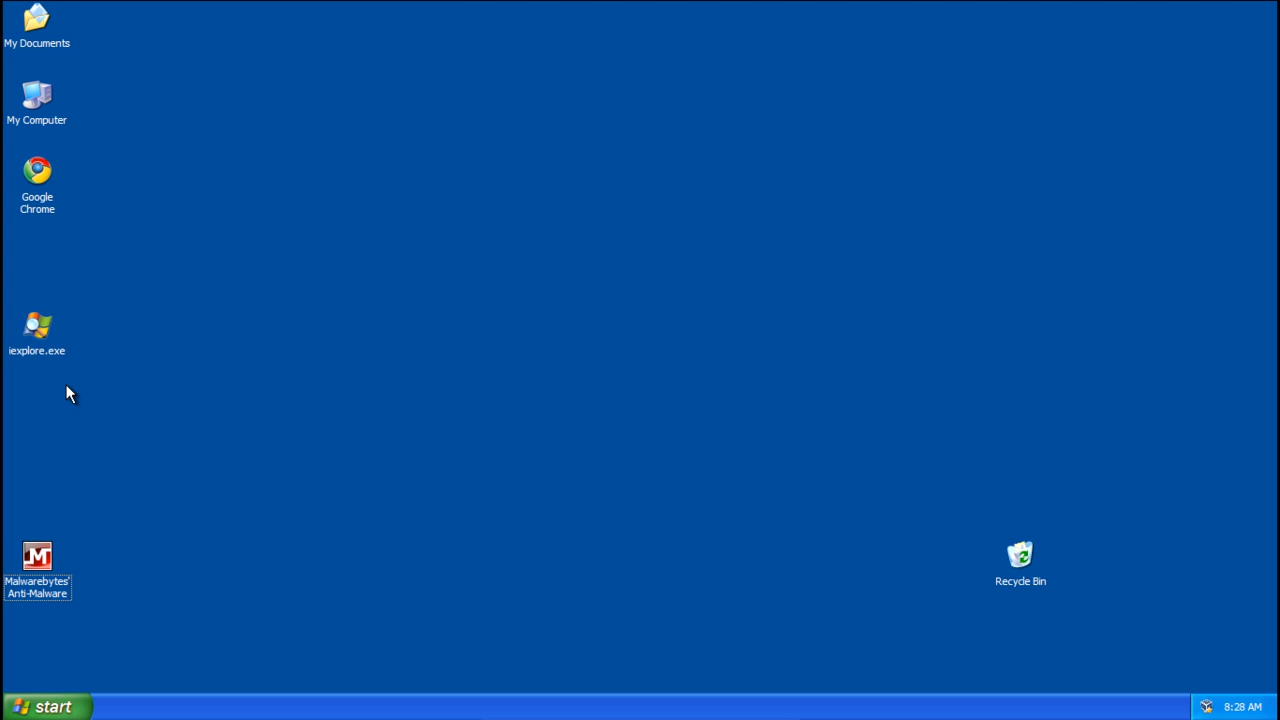 My Documents
My Computer
Google
Chrome
iexplore.exe
M
Malwarebytes'
Anti-Malware
Recycle Bin
start
8:28 AM